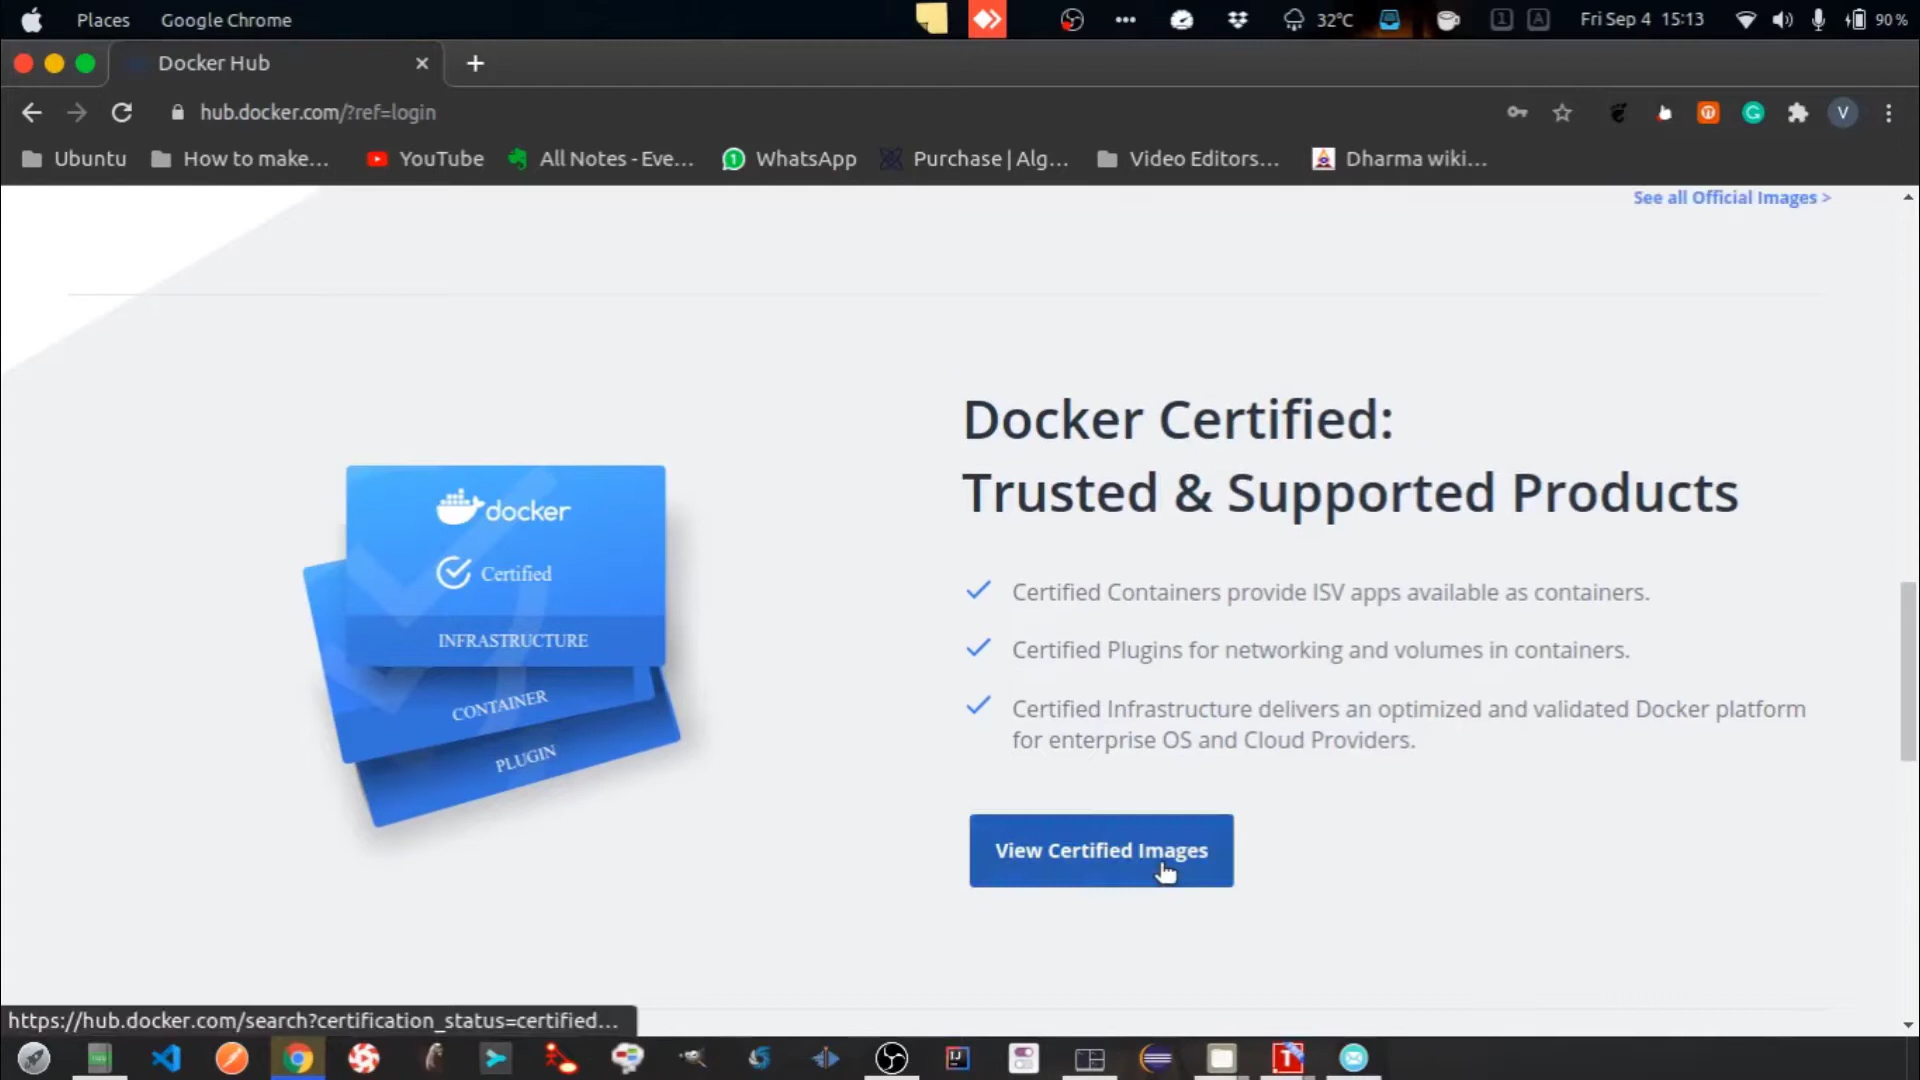 Places Google Chrome 32°C 1 A Fri Sep 4 15:13 90 %
Docker Hub
hub.docker.com/?ref=login V
Ubuntu How to make... YouTube All Notes - Eve... 1 WhatsApp Purchase | Alg... Video Editors... Dharma wiki...
See all Official Images >
Docker Certified:
Trusted & Supported Products
docker
Certified
INFRASTRUCTURE
CONTAINER
PLUGIN
Certified Containers provide ISV apps available as containers.
Certified Plugins for networking and volumes in containers.
Certified Infrastructure delivers an optimized and validated Docker platform
for enterprise OS and Cloud Providers.
View Certified Images
https://hub.docker.com/search?certification_status=certified...
IJ T